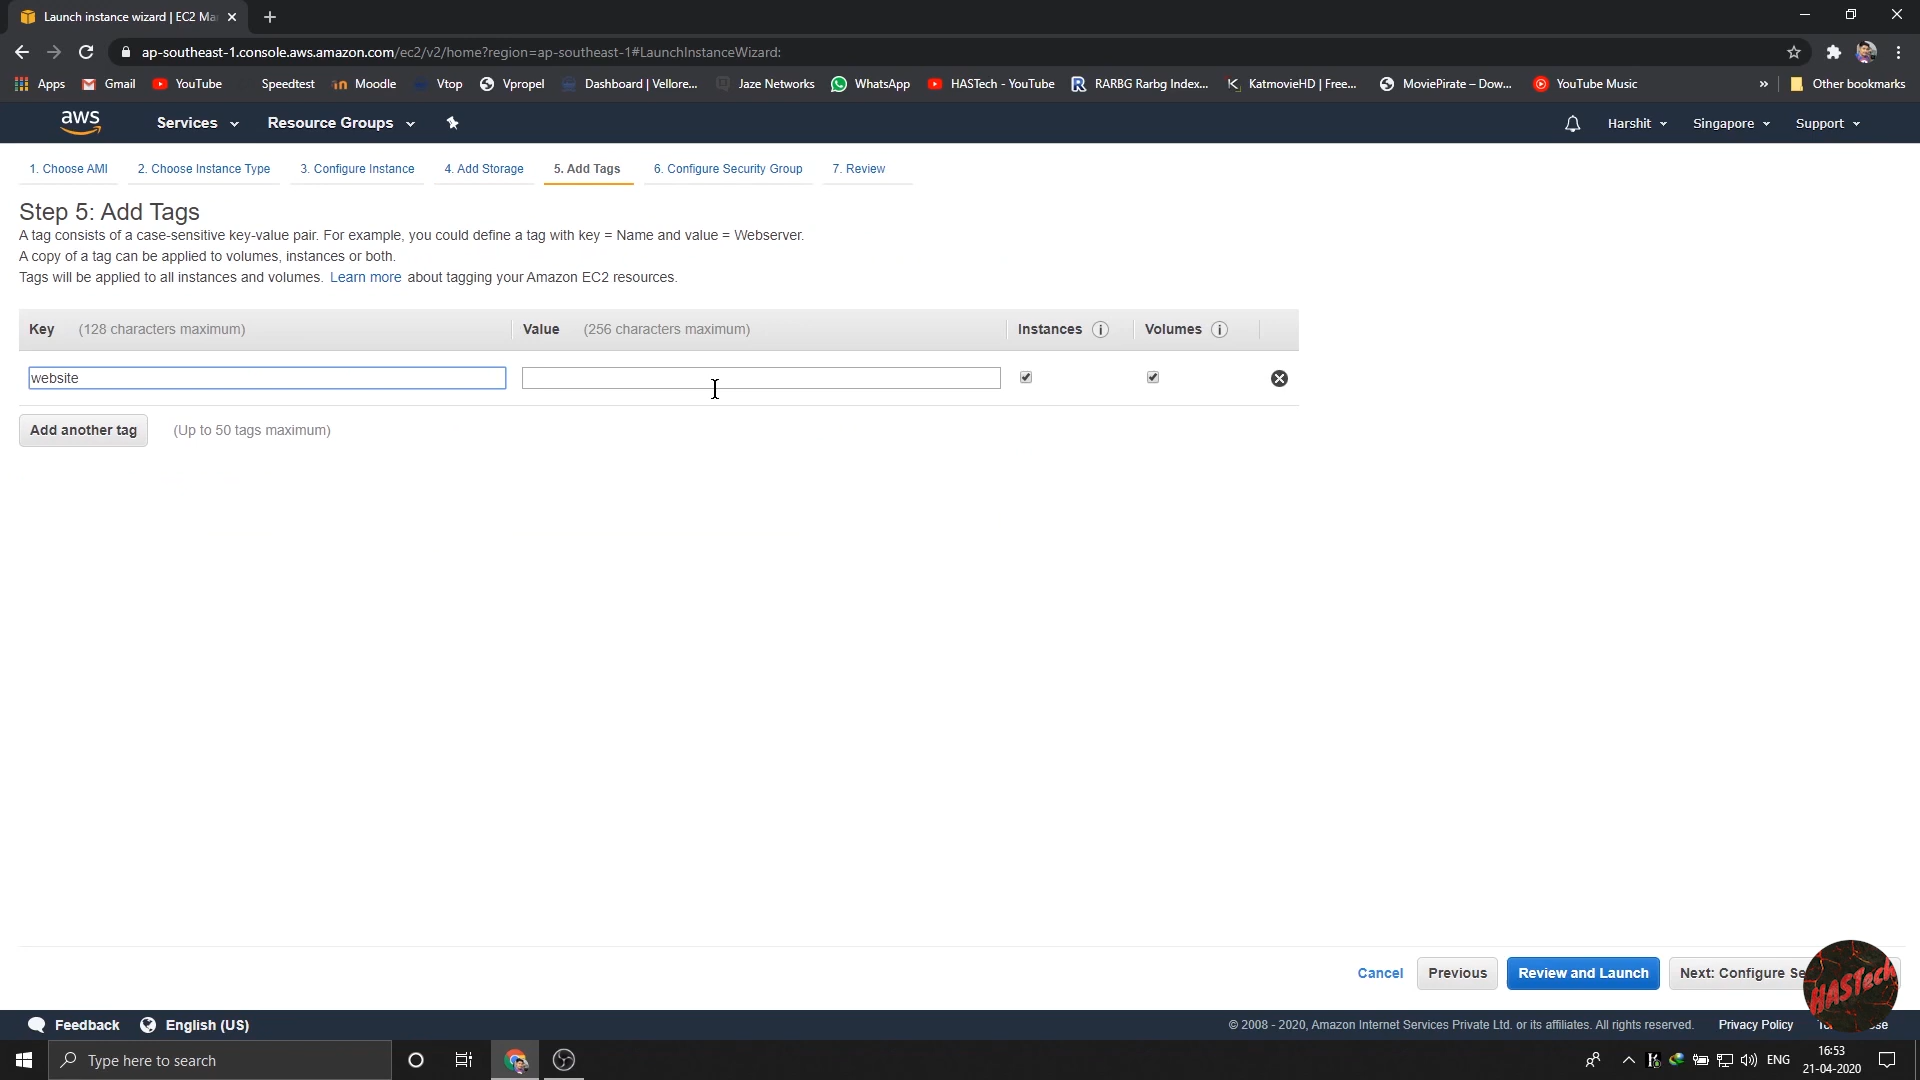 Launch instance wizard | EC2 Ma
ap-southeast-1.console.aws.amazon.com/ec2/v2/home?region=ap-southeast-1#LaunchInstanceWizard:
Apps Gmail YouTube Speedtest Moodle Vtop Vpropel Dashboard | Vellore... Jaze Networks WhatsApp HASTech - YouTube RARBG Rarbg Index... KatmovieHD | Free... MoviePirate – Dow... YouTube Music » Other bookmarks
aws Services Resource Groups Harshit Singapore Support
1. Choose AMI 2. Choose Instance Type 3. Configure Instance 4. Add Storage 5. Add Tags 6. Configure Security Group 7. Review
Step 5: Add Tags
A tag consists of a case-sensitive key-value pair. For example, you could define a tag with key = Name and value = Webserver.
A copy of a tag can be applied to volumes, instances or both.
Tags will be applied to all instances and volumes. Learn more about tagging your Amazon EC2 resources.
Key (128 characters maximum) Value (256 characters maximum) Instances Volumes
website
Add another tag (Up to 50 tags maximum)
Cancel Previous Review and Launch Next: Configure Se
HASTech
Feedback English (US) © 2008 - 2020, Amazon Internet Services Private Ltd. or its affiliates. All rights reserved. Privacy Policy
Type here to search ENG 16:53
21-04-2020